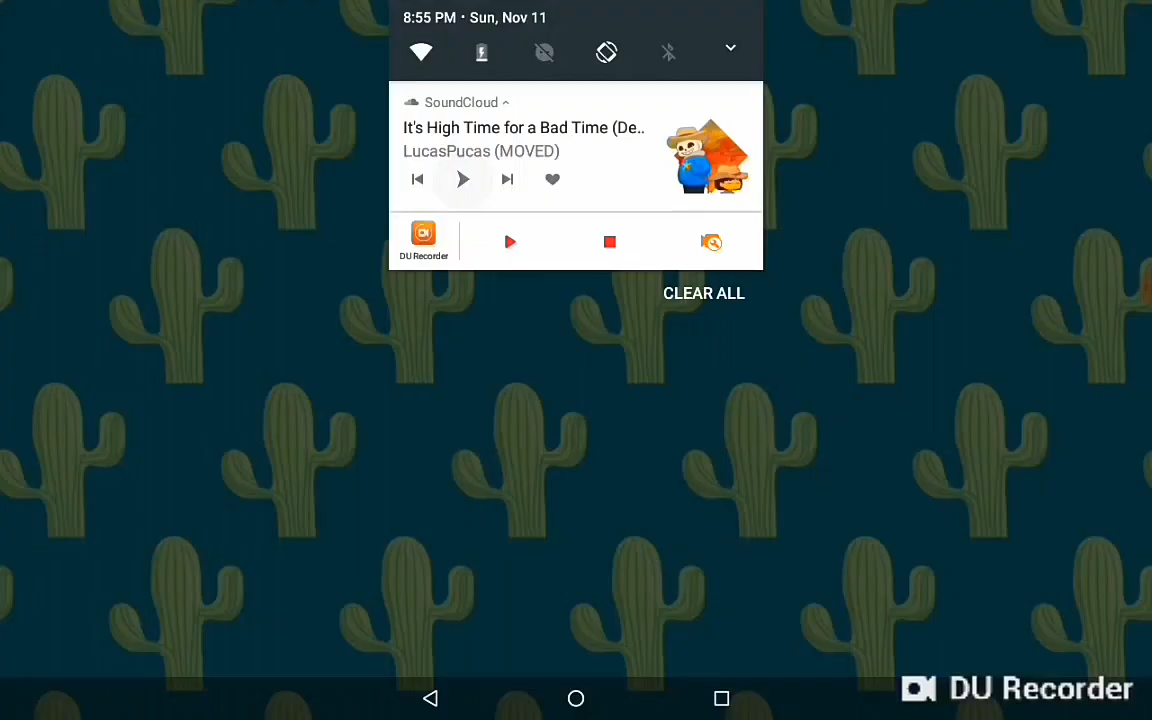 8:55 PM • Sun, Nov 11
SoundCloud
It's High Time for a Bad Time (De..
LucasPucas (MOVED)
DU Recorder
CLEAR ALL
DU Recorder